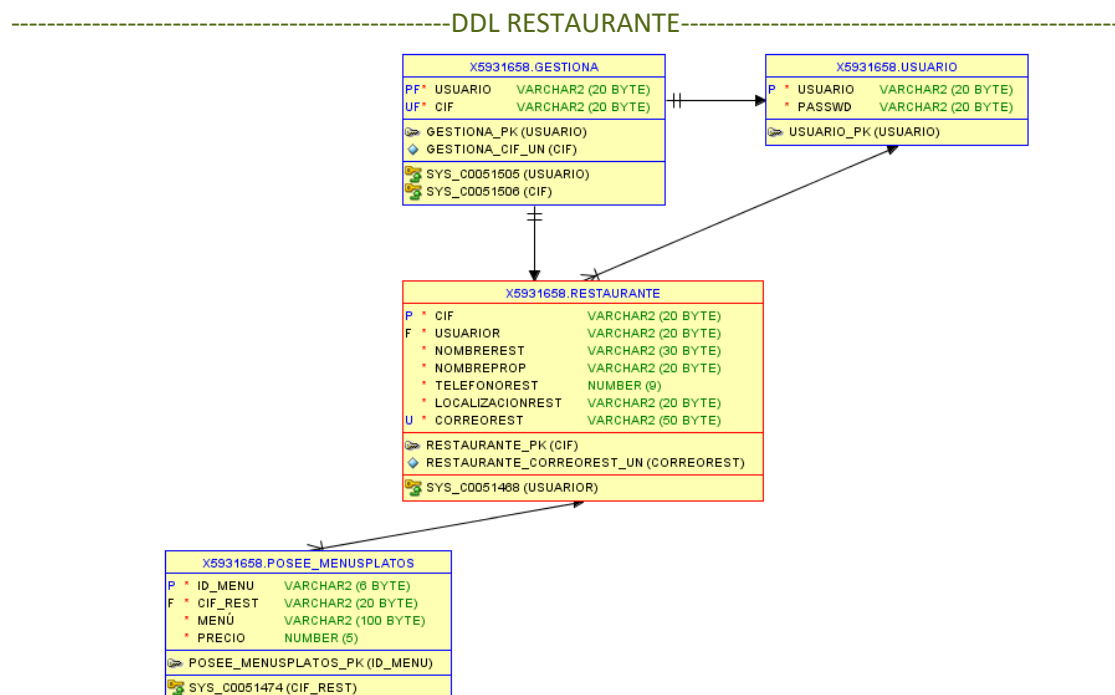 DDL RESTAURANTE
X5931658.GESTIONA
PF* USUARIO VARCHAR2 (20 BYTE)
UF* CIF VARCHAR2 (20 BYTE)
GESTIONA_PK (USUARIO)
GESTIONA_CIF_UN (CIF)
SYS_C0051505 (USUARIO)
SYS_C0051506 (CIF)
X5931658.USUARIO
P * USUARIO VARCHAR2 (20 BYTE)
* PASSWD VARCHAR2 (20 BYTE)
USUARIO_PK (USUARIO)
X5931658.RESTAURANTE
P * CIF VARCHAR2 (20 BYTE)
F * USUARIOR VARCHAR2 (20 BYTE)
* NOMBREREST VARCHAR2 (30 BYTE)
* NOMBREPROP VARCHAR2 (20 BYTE)
* TELEFONOREST NUMBER (9)
* LOCALIZACIONREST VARCHAR2 (20 BYTE)
U * CORREOREST VARCHAR2 (50 BYTE)
RESTAURANTE_PK (CIF)
RESTAURANTE_CORREOREST_UN (CORREOREST)
SYS_C0051468 (USUARIOR)
X5931658.POSEE_MENUSPLATOS
P * ID_MENU VARCHAR2 (6 BYTE)
F * CIF_REST VARCHAR2 (20 BYTE)
* MENÚ VARCHAR2 (100 BYTE)
* PRECIO NUMBER (5)
POSEE_MENUSPLATOS_PK (ID_MENU)
SYS_C0051474 (CIF_REST)